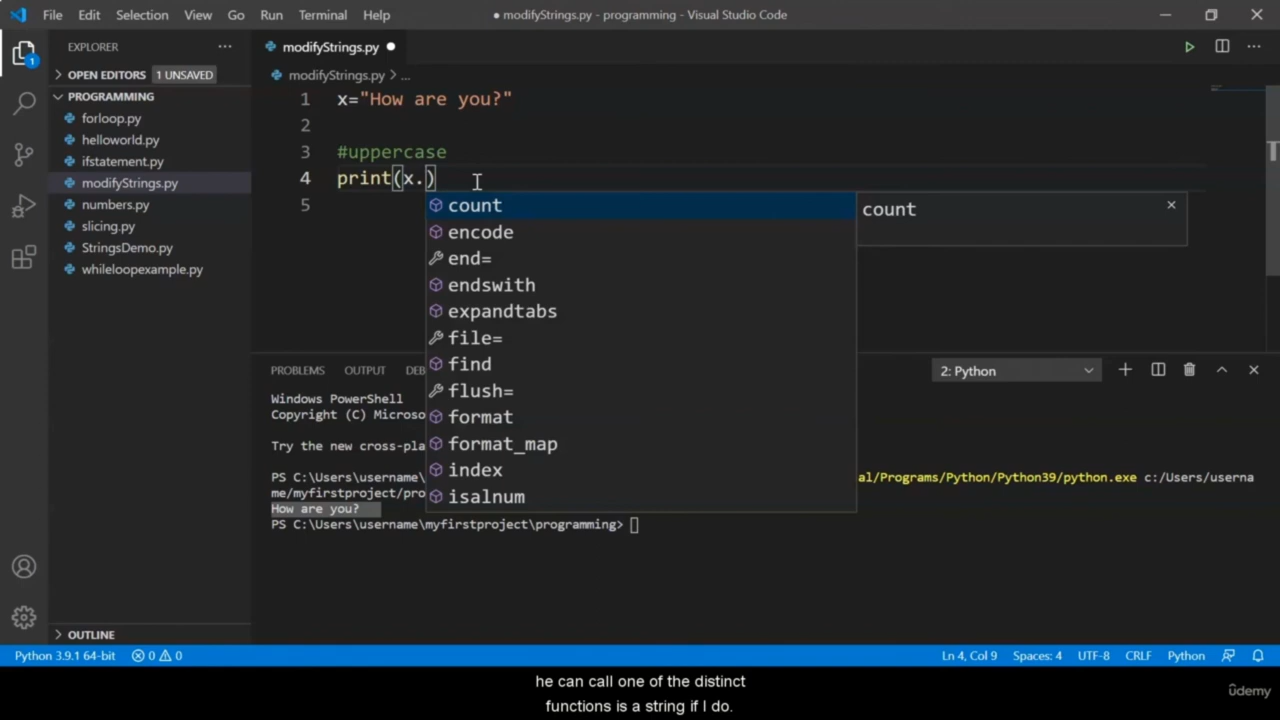 File Edit Selection View Go Run Terminal Help
● modifyStrings.py - programming - Visual Studio Code
EXPLORER
OPEN EDITORS 1 UNSAVED
PROGRAMMING
forloop.py
helloworld.py
ifstatement.py
modifyStrings.py
numbers.py
slicing.py
StringsDemo.py
whileloopexample.py
OUTLINE
1
modifyStrings.py ●
modifyStrings.py > ...
1 x="How are you?"
2
3 #uppercase
4 print(x.)
5
count
encode
end=
endswith
expandtabs
file=
find
flush=
format
format_map
index
isalnum
count
PROBLEMS OUTPUT DEB
2: Python
Windows PowerShell
Copyright (C) Microso
Try the new cross-pla
PS C:\Users\username\ al/Programs/Python/Python39/python.exe c:/Users/userna
me/myfirstproject/pro
How are you?
PS C:\Users\username\myfirstproject\programming>
Python 3.9.1 64-bit 0 0 Ln 4, Col 9 Spaces: 4 UTF-8 CRLF Python
he can call one of the distinct
functions is a string if I do.
ûdemy